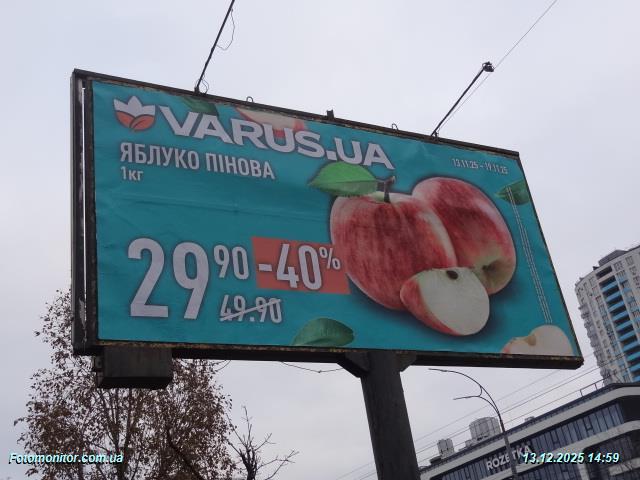 VARUS.UA
13.11.25 - 19.11.25
ЯБЛУКО ПІНОВА
1кг
29 90 -40%
49.90
ROZETKA
Fotomonitor.com.ua
13.12.2025 14:59